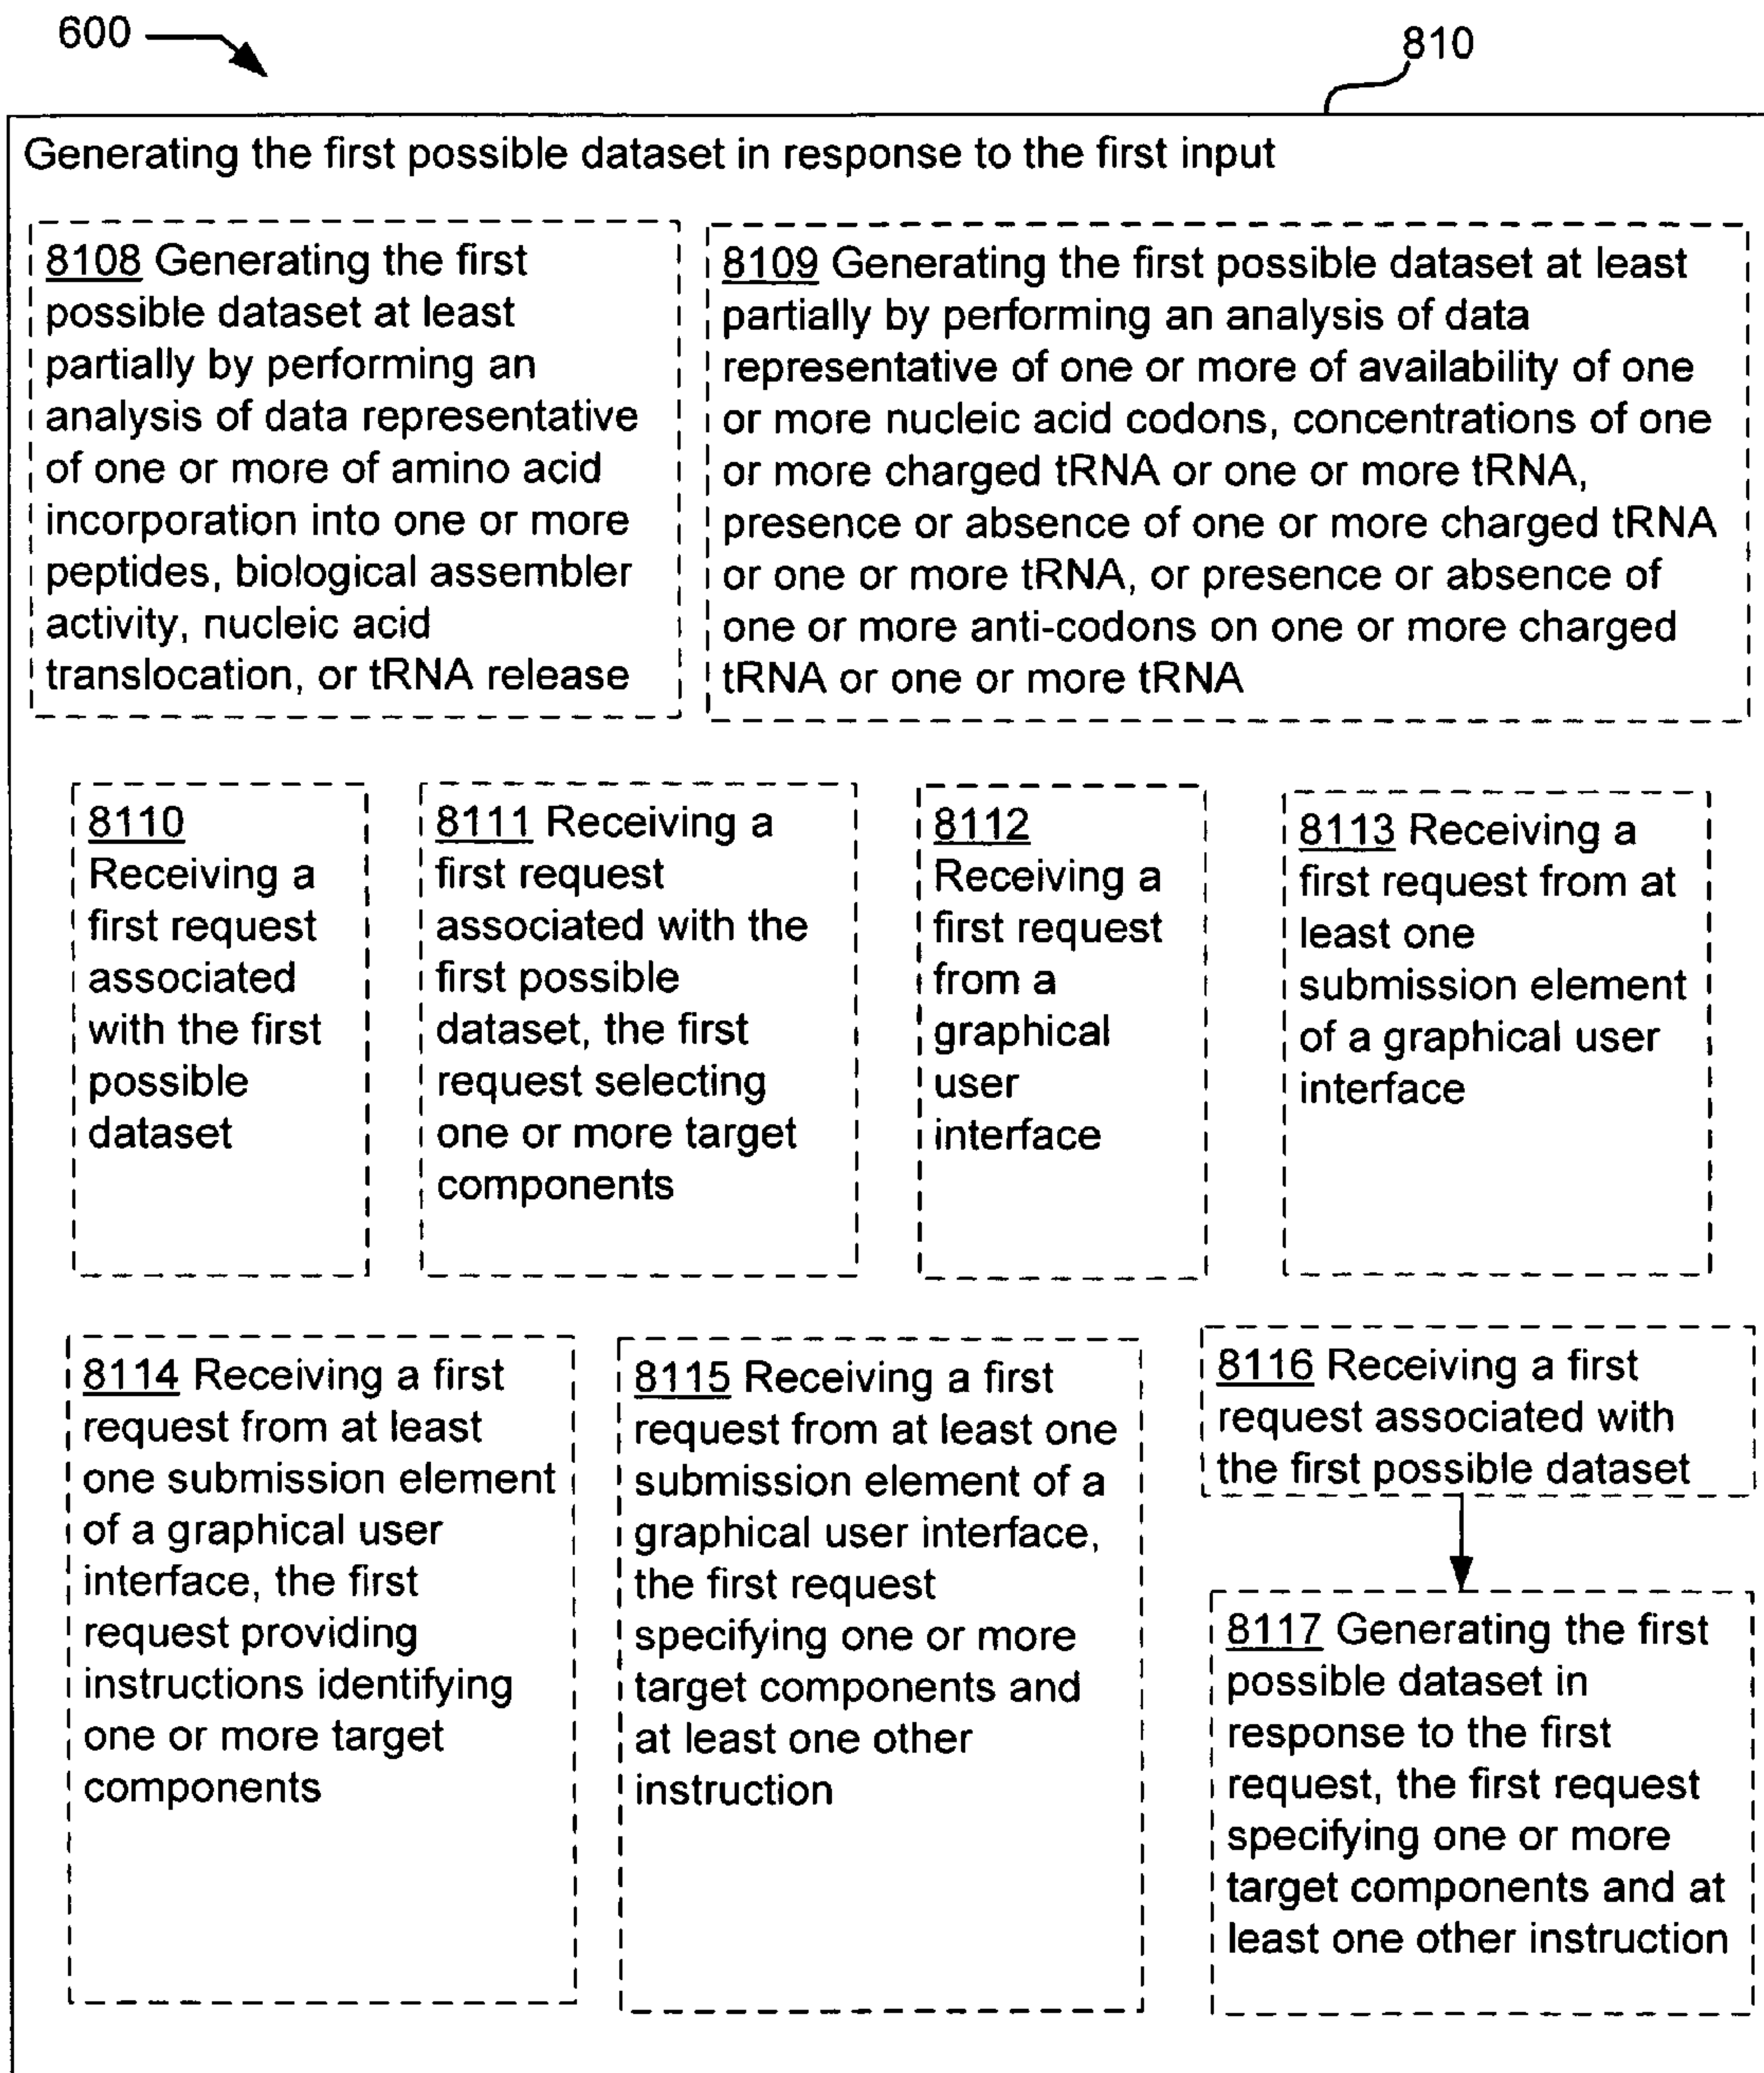 600
810
Generating the first possible dataset in response to the first input
8108 Generating the first
possible dataset at least
partially by performing an
analysis of data representative
of one or more of amino acid
incorporation into one or more
peptides, biological assembler
activity, nucleic acid
translocation, or tRNA release
8109 Generating the first possible dataset at least
partially by performing an analysis of data
representative of one or more of availability of one
or more nucleic acid codons, concentrations of one
or more charged tRNA or one or more tRNA,
presence or absence of one or more charged tRNA
or one or more tRNA, or presence or absence of
one or more anti-codons on one or more charged
tRNA or one or more tRNA
8110
Receiving a
first request
associated
with the first
possible
dataset
8111 Receiving a
first request
associated with the
first possible
dataset, the first
request selecting
one or more target
components
8112
Receiving a
first request
from a
graphical
user
interface
8113 Receiving a
first request from at
least one
submission element
of a graphical user
interface
8114 Receiving a first
request from at least
one submission element
of a graphical user
interface, the first
request providing
instructions identifying
one or more target
components
8115 Receiving a first
request from at least one
submission element of a
graphical user interface,
the first request
specifying one or more
target components and
at least one other
instruction
8116 Receiving a first
request associated with
the first possible dataset
8117 Generating the first
possible dataset in
response to the first
request, the first request
specifying one or more
target components and at
least one other instruction